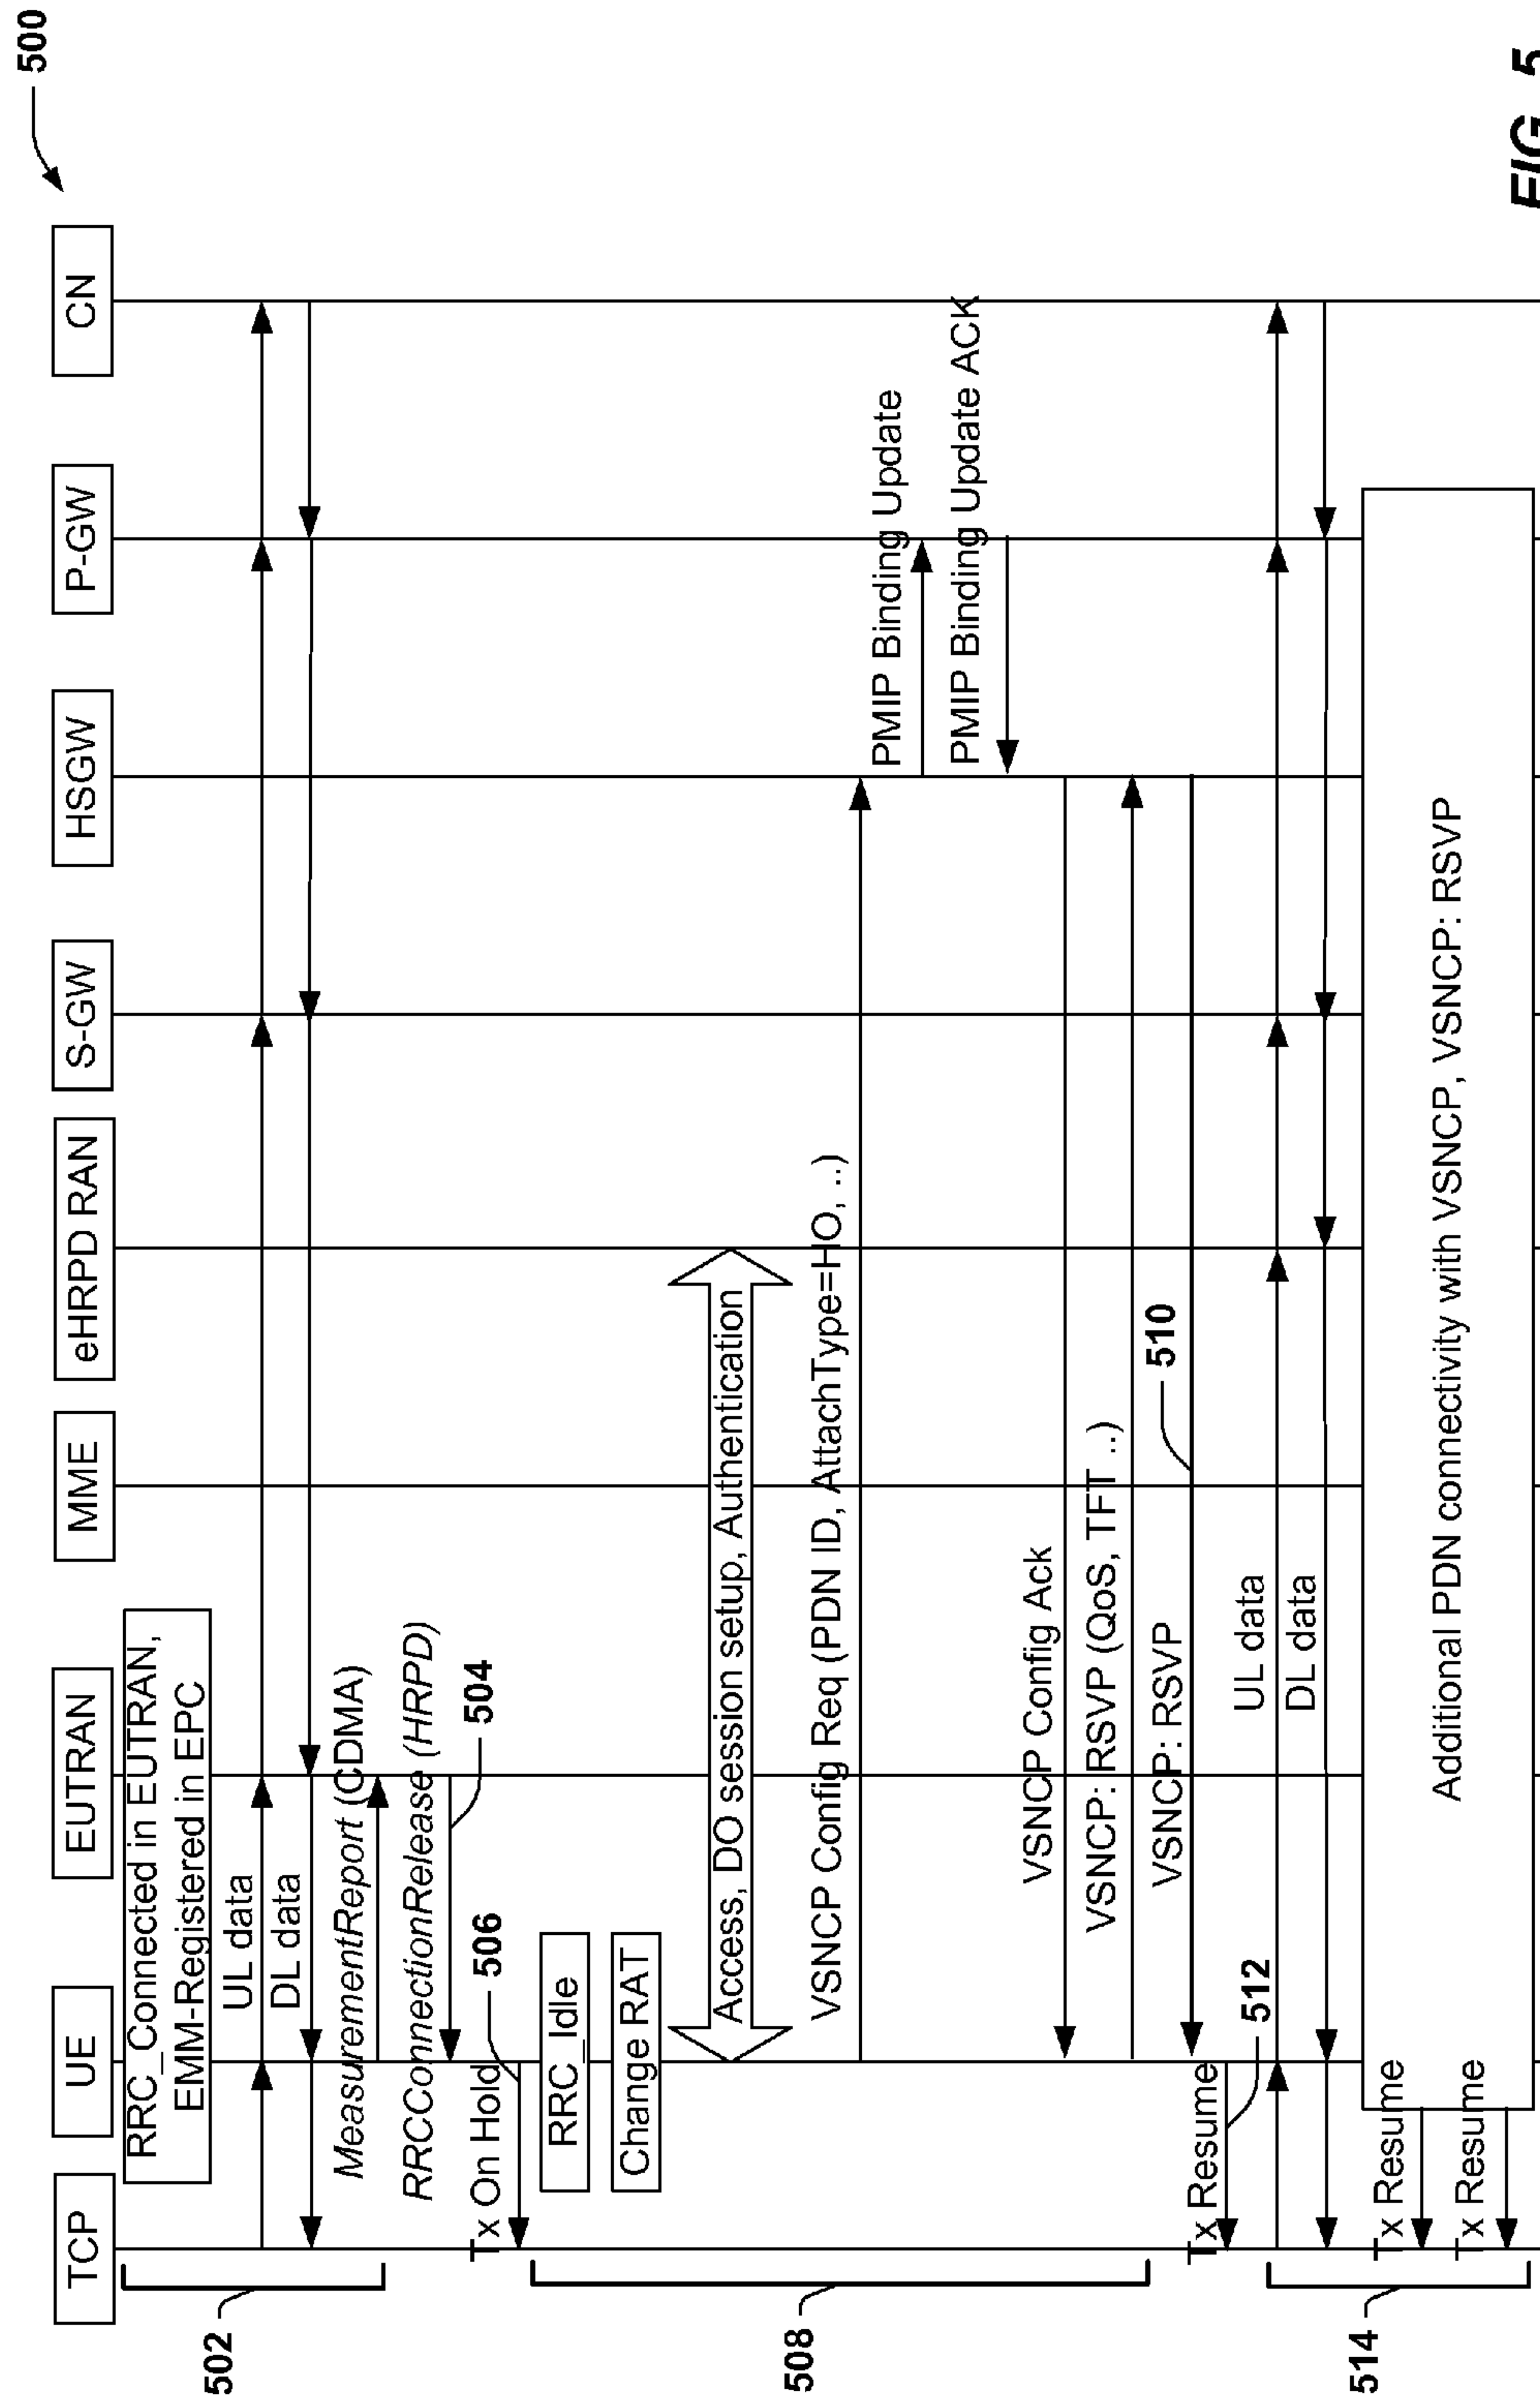 500
TCP
UE
EUTRAN
MME
eHRPD RAN
S-GW
HSGW
P-GW
CN
RRC_Connected in EUTRAN,
EMM-Registered in EPC
502
UL data
DL data
MeasurementReport (CDMA)
RRCConnectionRelease (HRPD)
504
Tx On Hold
506
RRC_Idle
Change RAT
508
Access, DO session setup, Authentication
VSNCP Config Req (PDN ID, AttachType=HO, ..)
PMIP Binding Update
PMIP Binding Update ACK
VSNCP Config Ack
VSNCP: RSVP (QoS, TFT ..)
VSNCP: RSVP
510
Tx Resume
512
UL data
DL data
514
Tx Resume
Additional PDN connectivity with VSNCP, VSNCP: RSVP
Tx Resume
FIG. 5